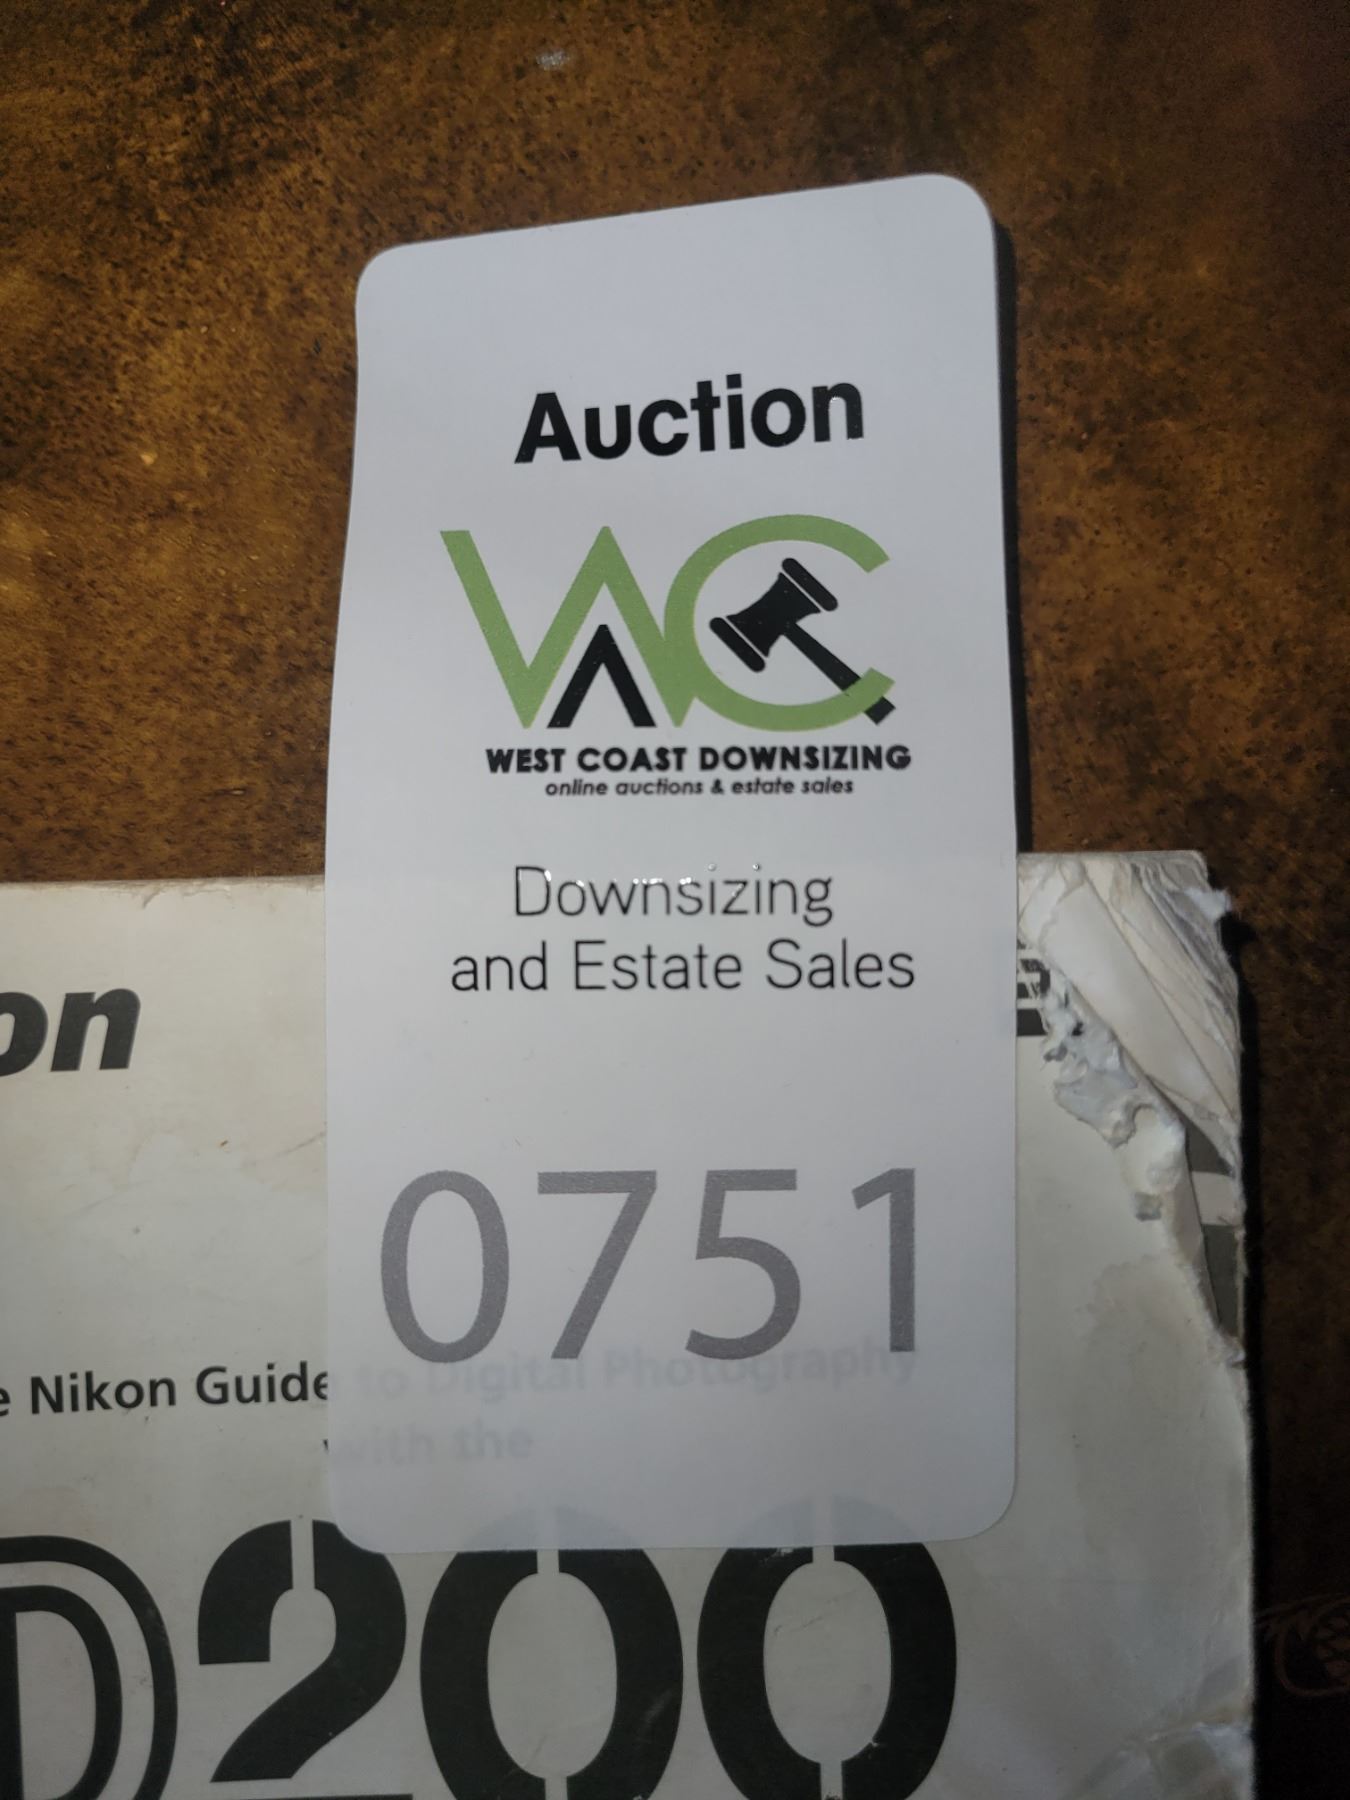 Auction
WC
WEST COAST DOWNSIZING
online auctions & estate sales
Downsizing
and Estate Sales
on
0751
e Nikon Guide to Digital Photography
with the
D200